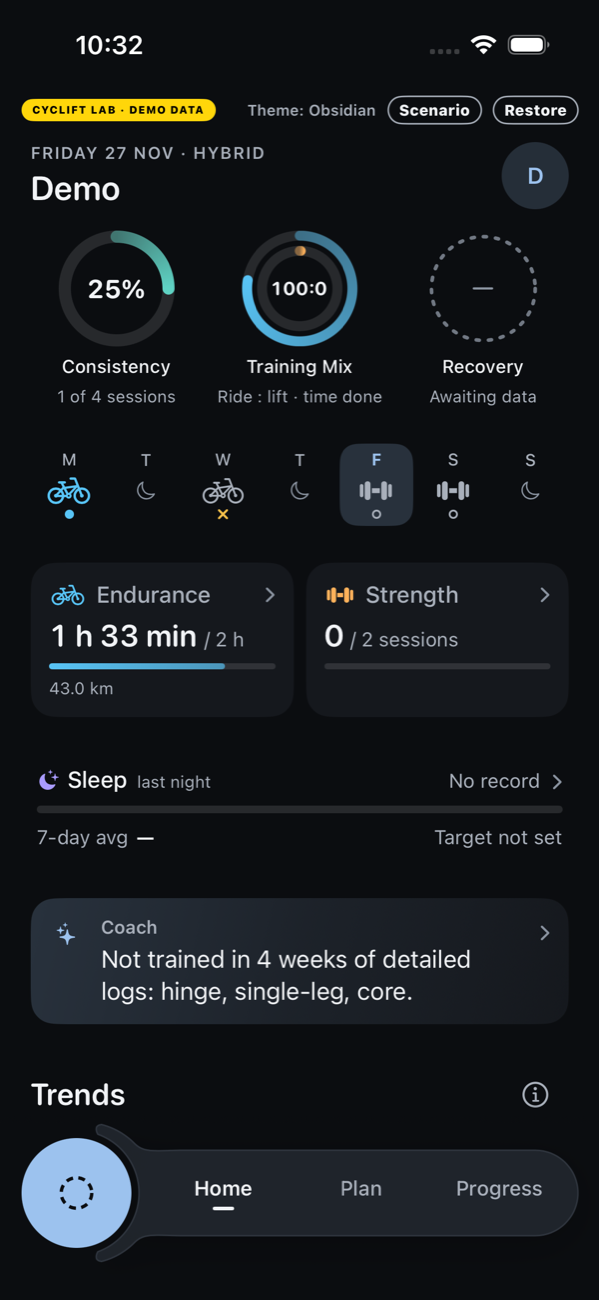 10:32
CYCLIFT LAB · DEMO DATA
Theme: Obsidian
Scenario
Restore
FRIDAY 27 NOV · HYBRID
Demo
D
25%
100:0
—
Consistency
Training Mix
Recovery
1 of 4 sessions
Ride : lift · time done
Awaiting data
M T W T F S S
Endurance
1 h 33 min / 2 h
43.0 km
Strength
0 / 2 sessions
Sleep last night
No record
7-day avg —
Target not set
Coach
Not trained in 4 weeks of detailed
logs: hinge, single-leg, core.
Trends
Home
Plan
Progress